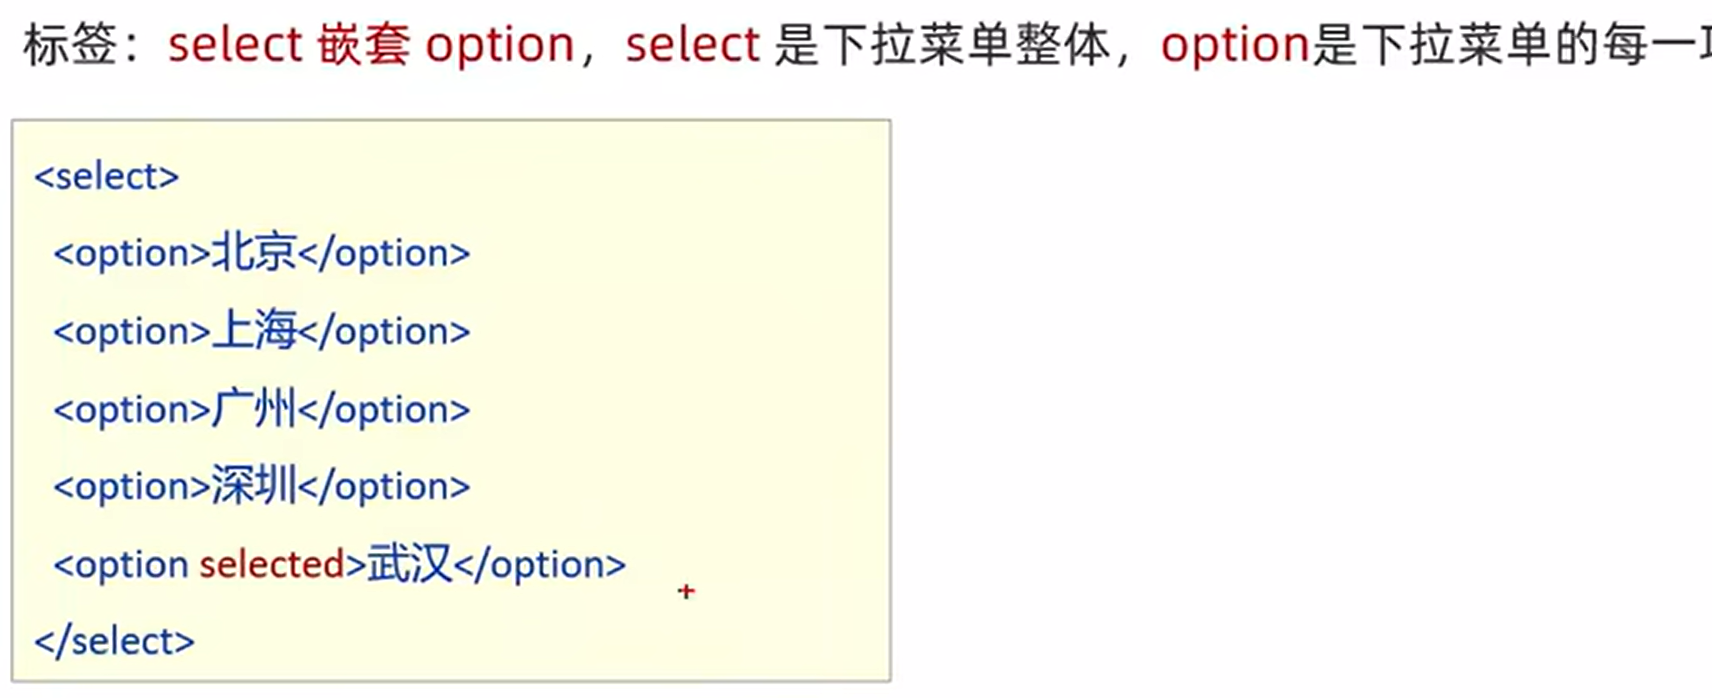 标签：select 嵌套 option，select 是下拉菜单整体，option是下拉菜单的每一
<select>
<option>北京</option>
<option>上海</option>
<option>广州</option>
<option>深圳</option>
<option selected>武汉</option>
</select>